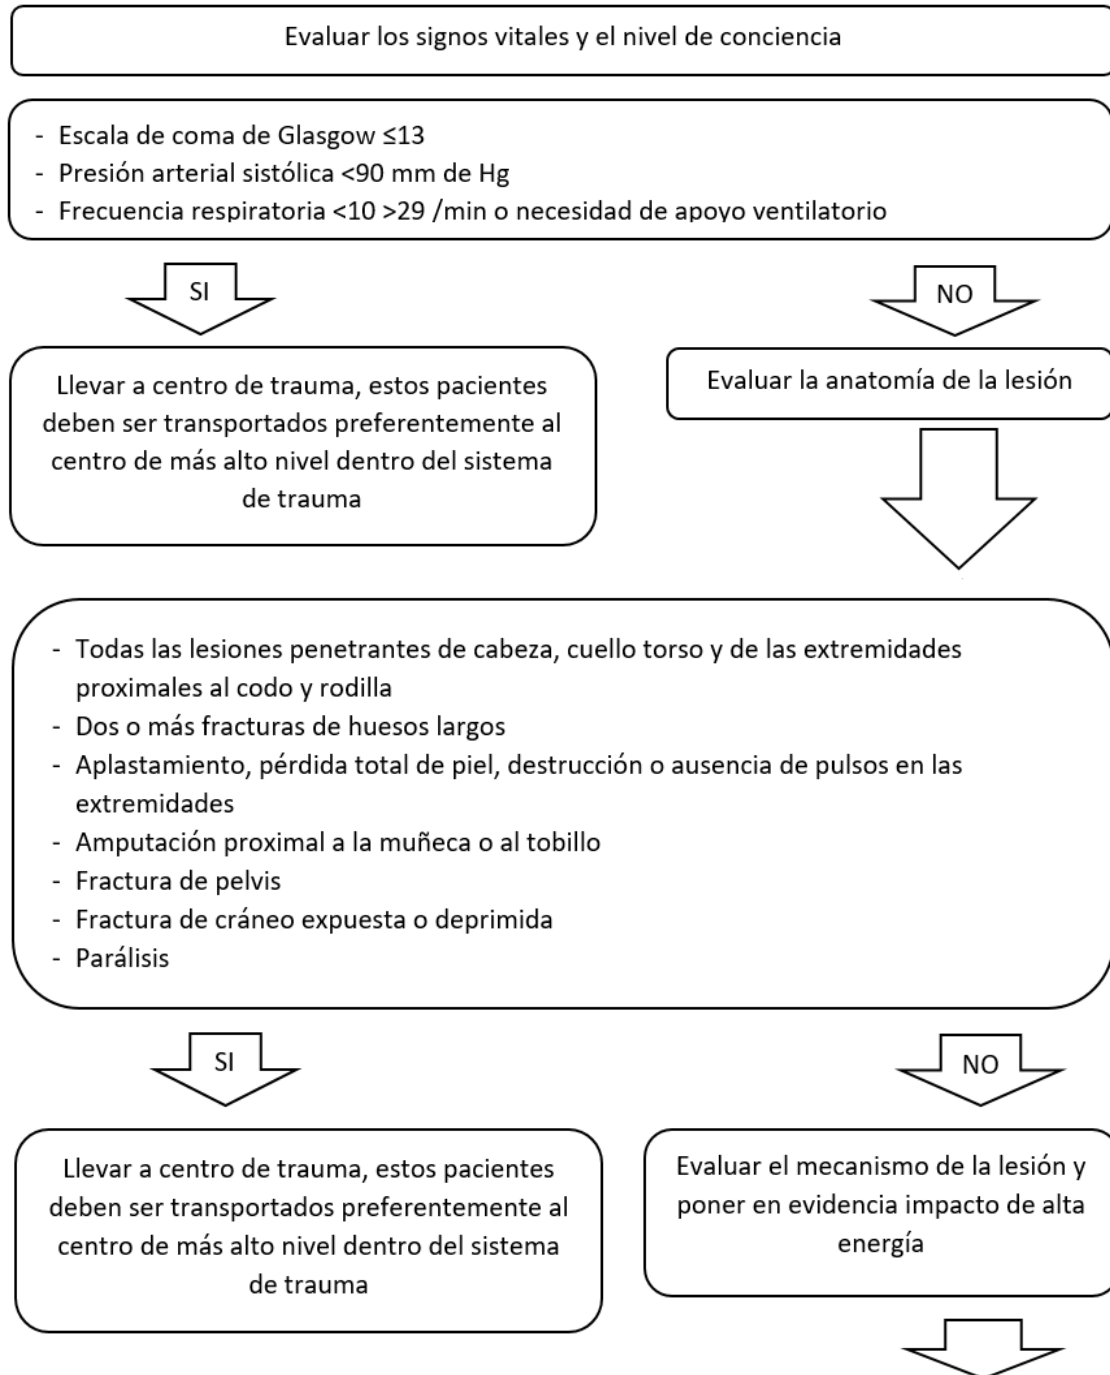 Evaluar los signos vitales y el nivel de conciencia
- Escala de coma de Glasgow ≤13
- Presión arterial sistólica <90 mm de Hg
- Frecuencia respiratoria <10 >29 /min o necesidad de apoyo ventilatorio
SI
NO
Llevar a centro de trauma, estos pacientes
deben ser transportados preferentemente al
centro de más alto nivel dentro del sistema
de trauma
Evaluar la anatomía de la lesión
- Todas las lesiones penetrantes de cabeza, cuello torso y de las extremidades
proximales al codo y rodilla
- Dos o más fracturas de huesos largos
- Aplastamiento, pérdida total de piel, destrucción o ausencia de pulsos en las
extremidades
- Amputación proximal a la muñeca o al tobillo
- Fractura de pelvis
- Fractura de cráneo expuesta o deprimida
- Parálisis
SI
NO
Llevar a centro de trauma, estos pacientes
deben ser transportados preferentemente al
centro de más alto nivel dentro del sistema
de trauma
Evaluar el mecanismo de la lesión y
poner en evidencia impacto de alta
energía